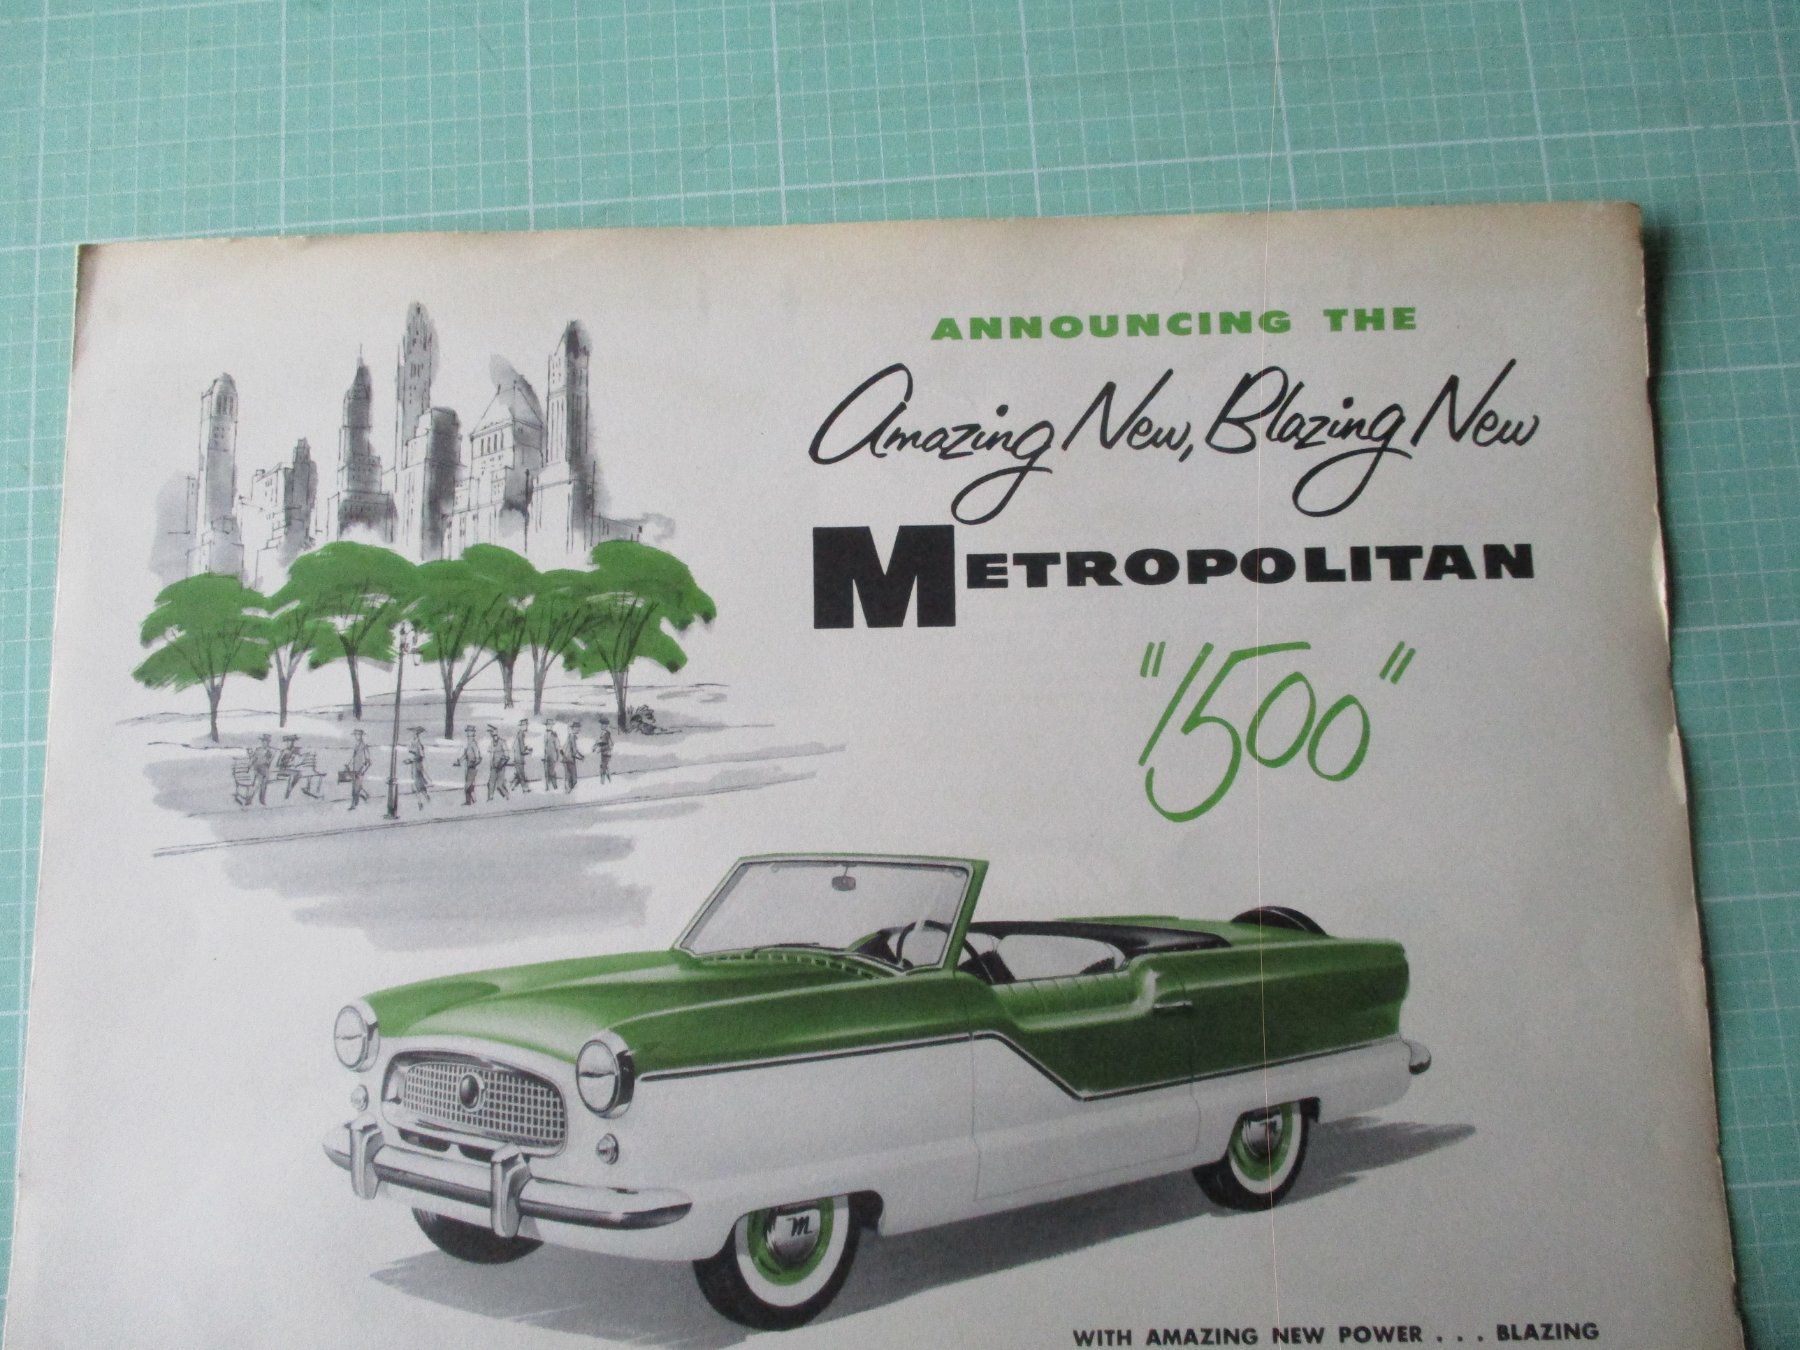 ANNOUNCING THE
Amazing New, Blazing New
METROPOLITAN
"1500"
M
WITH AMAZING NEW POWER . . . BLAZING